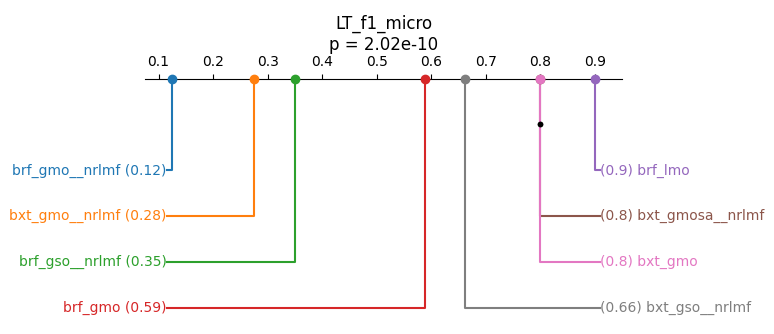 LT_f1_micro
p = 2.02e-10
0.1 0.2 0.3 0.4 0.5 0.6 0.7 0.8 0.9
brf_gmo__nrlmf (0.12) (0.9) brf_lmo
bxt_gmo__nrlmf (0.28) (0.8) bxt_gmosa__nrlmf
brf_gso__nrlmf (0.35) (0.8) bxt_gmo
brf_gmo (0.59) (0.66) bxt_gso__nrlmf